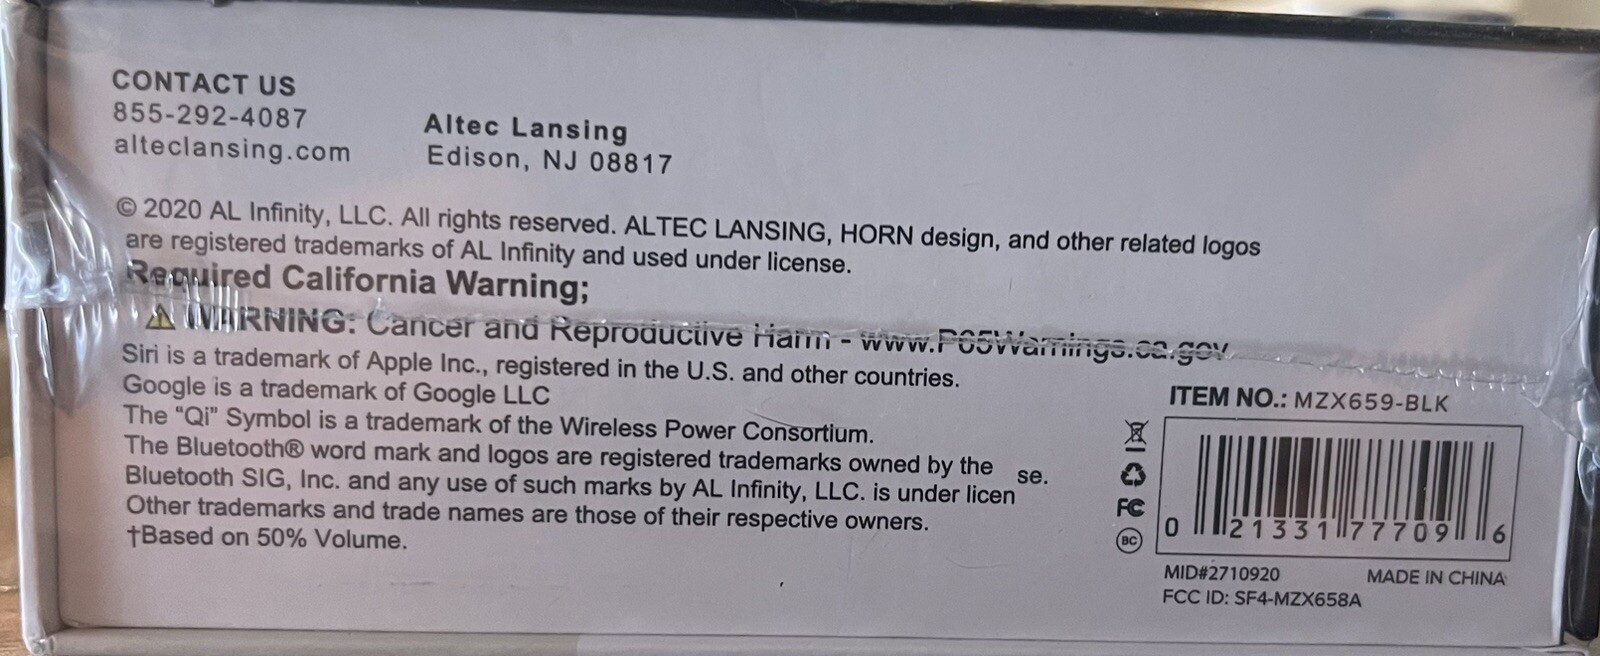 CONTACT US
855-292-4087
alteclansing.com
Altec Lansing
Edison, NJ 08817
© 2020 AL Infinity, LLC. All rights reserved. ALTEC LANSING, HORN design, and other related logos
are registered trademarks of AL Infinity and used under license.
Required California Warning;
WARNING: Cancer and Reproductive Harm - www.P65Warnings.ca.gov
Siri is a trademark of Apple Inc., registered in the U.S. and other countries.
Google is a trademark of Google LLC
The “Qi” Symbol is a trademark of the Wireless Power Consortium.
The Bluetooth® word mark and logos are registered trademarks owned by the
Bluetooth SIG, Inc. and any use of such marks by AL Infinity, LLC. is under licen se.
Other trademarks and trade names are those of their respective owners.
†Based on 50% Volume.
ITEM NO.: MZX659-BLK
FC
BC
0 21331 77709 6
MID#2710920 MADE IN CHINA
FCC ID: SF4-MZX658A